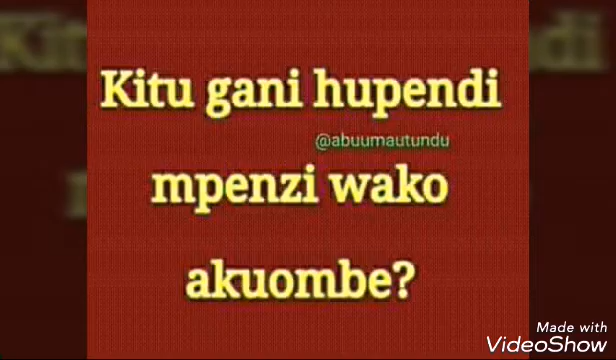 Kitu gani hupendi
@abuumautundu
mpenzi wako
akuombe?
Made with
VideoShow